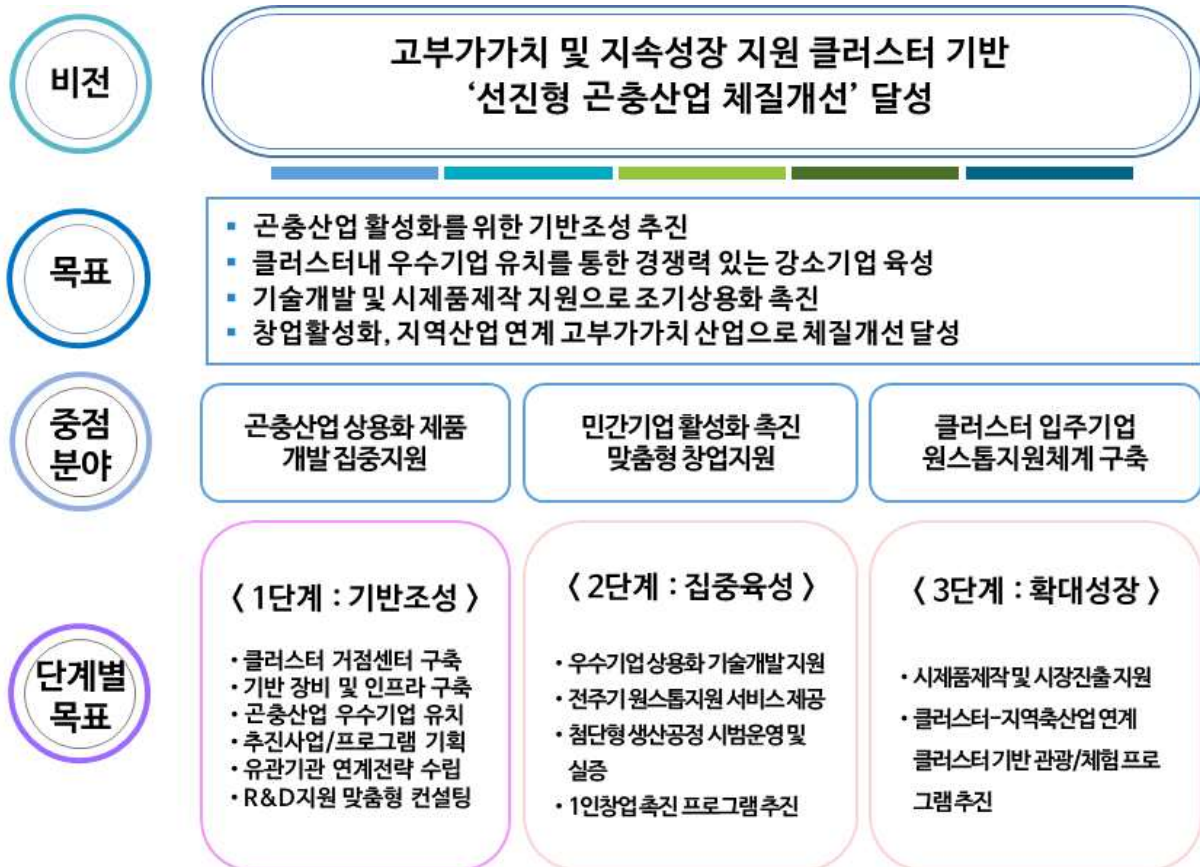 비전
고부가가치 및 지속성장 지원 클러스터 기반
‘선진형 곤충산업 체질개선’ 달성
목표
▪ 곤충산업 활성화를 위한 기반조성 추진
▪ 클러스터내 우수기업 유치를 통한 경쟁력 있는 강소기업 육성
▪ 기술개발 및 시제품제작 지원으로 조기상용화 촉진
▪ 창업활성화, 지역산업 연계 고부가가치 산업으로 체질개선 달성
중점
분야
곤충산업 상용화 제품
개발 집중지원
민간기업 활성화 촉진
맞춤형 창업지원
클러스터 입주기업
원스톱지원체계 구축
단계별
목표
< 1단계 : 기반조성 >
• 클러스터 거점센터 구축
• 기반 장비 및 인프라 구축
• 곤충산업 우수기업 유치
• 추진사업/프로그램 기획
• 유관기관 연계전략 수립
• R&D지원 맞춤형 컨설팅
< 2단계 : 집중육성 >
• 우수기업 상용화 기술개발 지원
• 전주기 원스톱지원 서비스 제공
• 첨단형 생산공정 시범운영 및
실증
• 1인창업 촉진 프로그램 추진
< 3단계 : 확대성장 >
• 시제품제작 및 시장진출 지원
• 클러스터-지역축산업 연계
클러스터 기반 관광/체험 프로
그램 추진